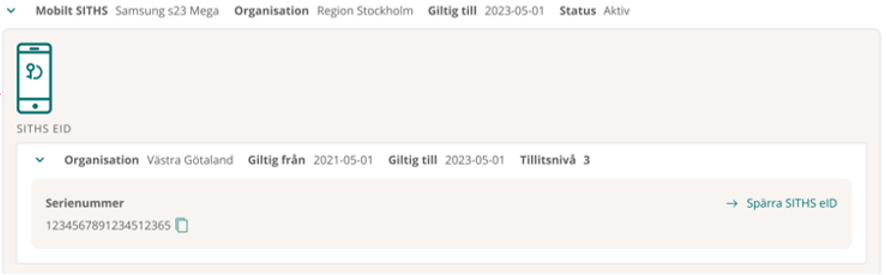 Mobilt SITHS Samsung s23 Mega Organisation Region Stockholm Giltig till 2023-05-01 Status Aktiv
SITHS EID
Organisation Västra Götaland Giltig från 2021-05-01 Giltig till 2023-05-01 Tillitsnivå 3
Serienummer
→ Spärra SITHS eID
1234567891234512365